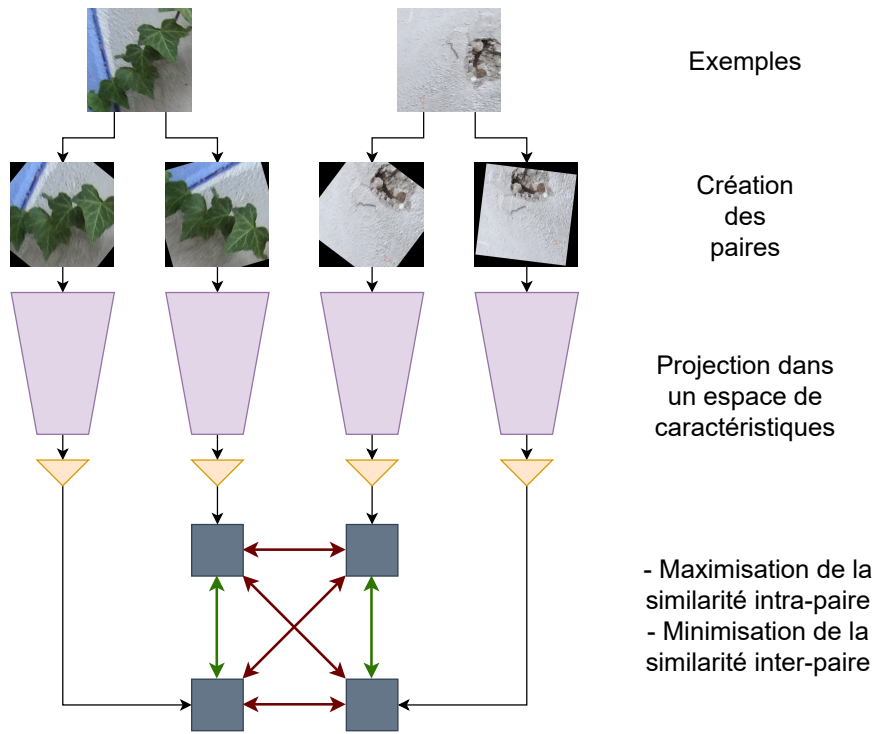 Exemples
Création
des
paires
Projection dans
un espace de
caractéristiques
- Maximisation de la
similarité intra-paire
- Minimisation de la
similarité inter-paire